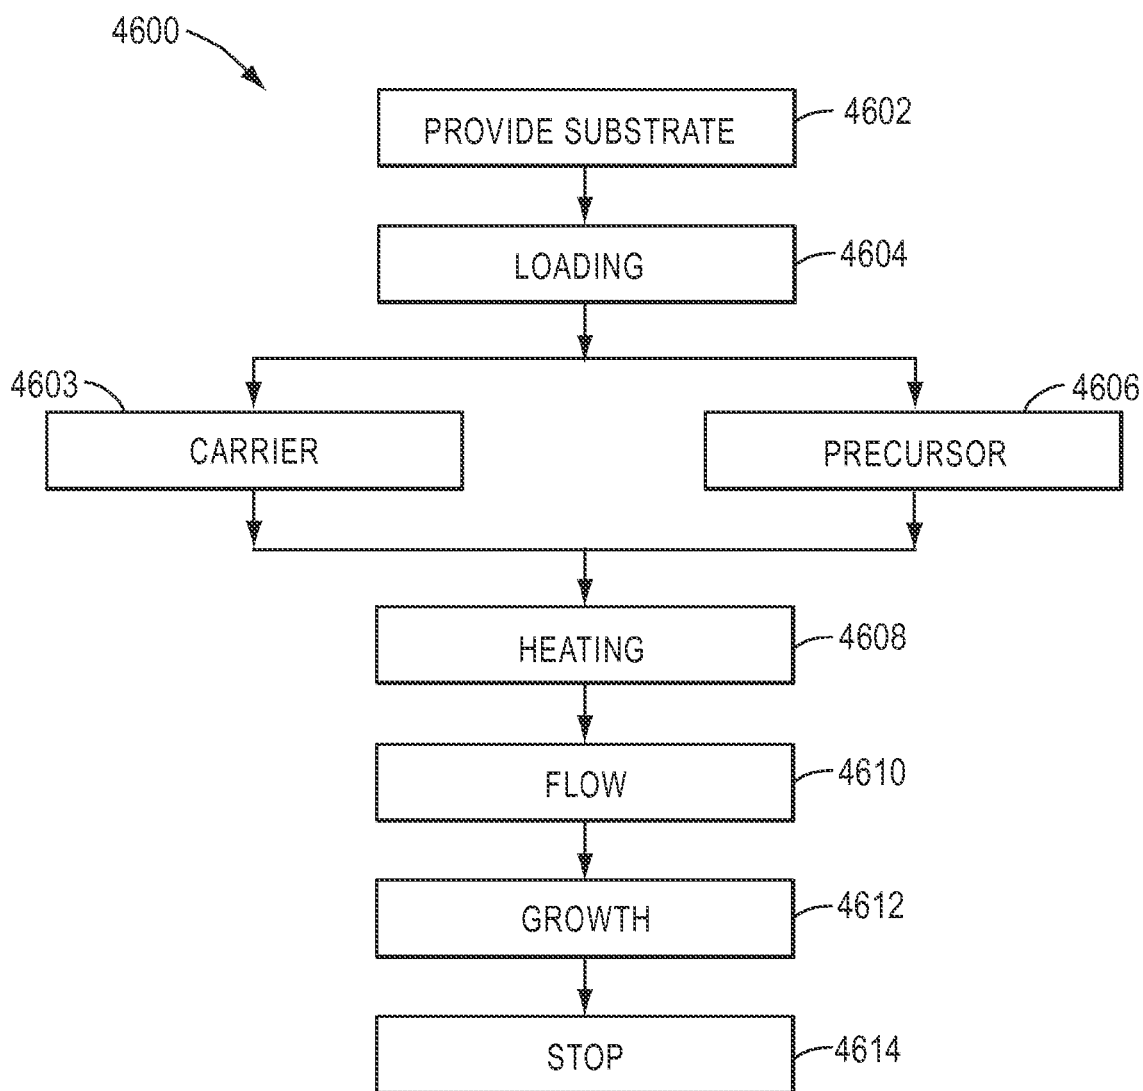 4600
PROVIDE SUBSTRATE
4602
LOADING
4604
4603
CARRIER
4606
PRECURSOR
HEATING
4608
FLOW
4610
GROWTH
4612
STOP
4614